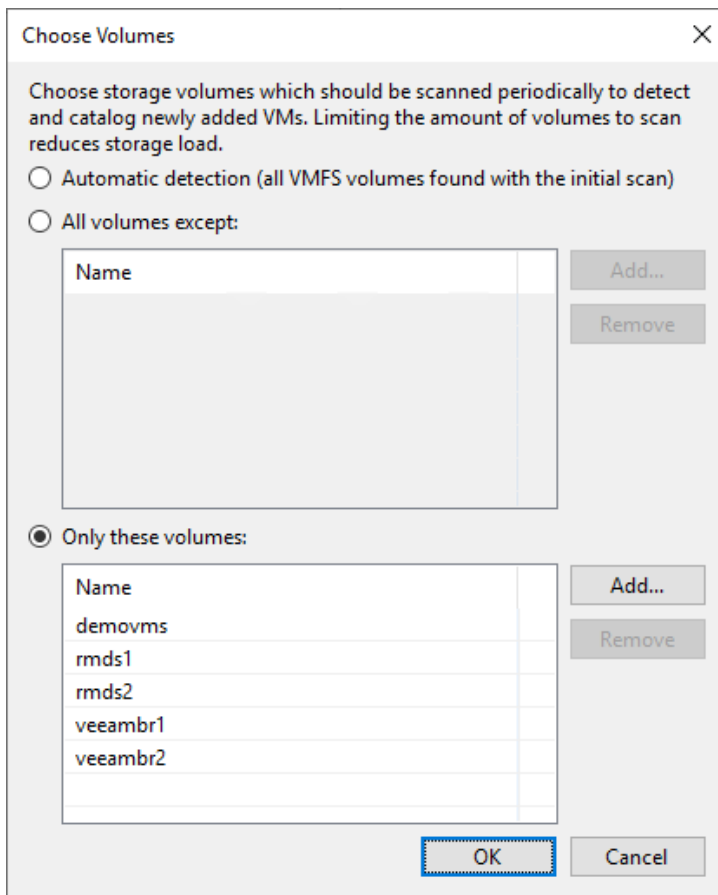 Choose Volumes
Choose storage volumes which should be scanned periodically to detect
and catalog newly added VMs. Limiting the amount of volumes to scan
reduces storage load.
Automatic detection (all VMFS volumes found with the initial scan)
All volumes except:
Name
Add...
Remove
Only these volumes:
Name
Add...
demovms
Remove
rmds1
rmds2
veeambr1
veeambr2
OK
Cancel